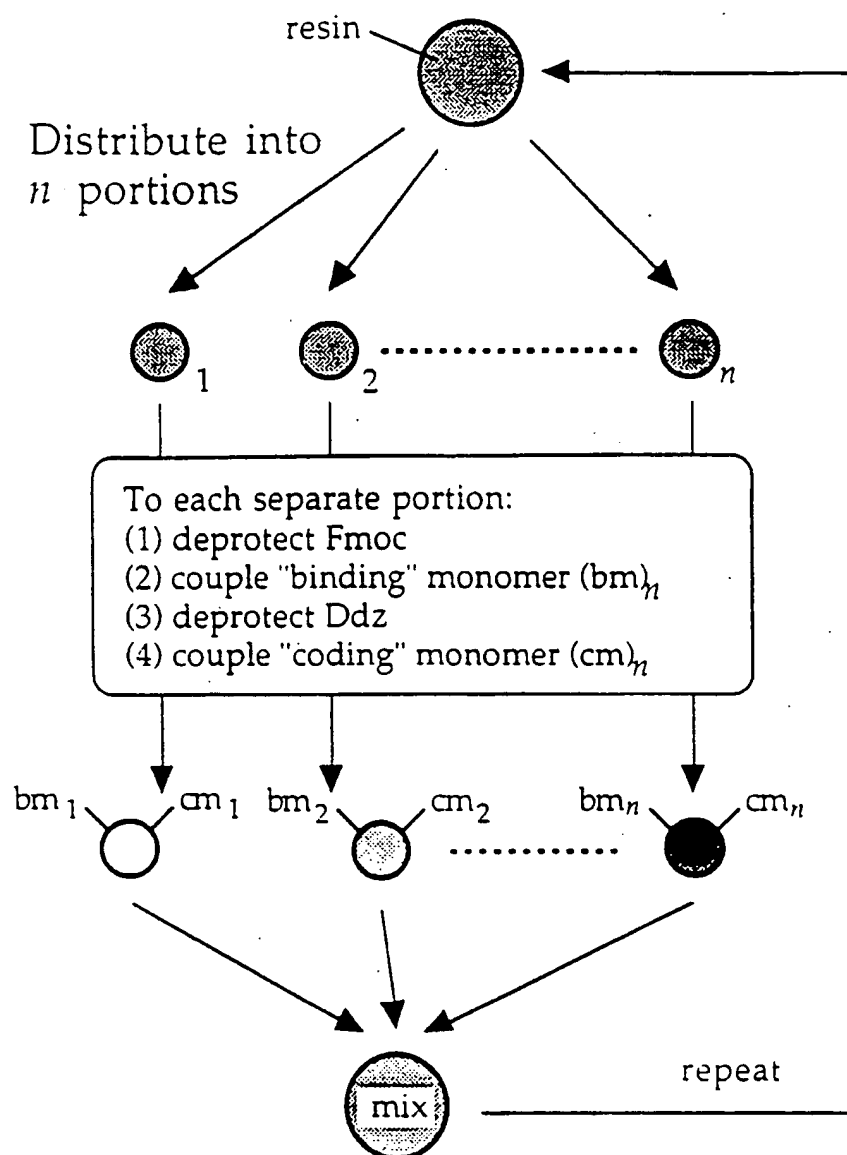 resin
Distribute into
n portions
1
2
n
To each separate portion:
(1) deprotect Fmoc
(2) couple "binding" monomer (bm)n
(3) deprotect Ddz
(4) couple "coding" monomer (cm)n
bm1 cm1 bm2 cm2 bmn cmn
repeat
mix